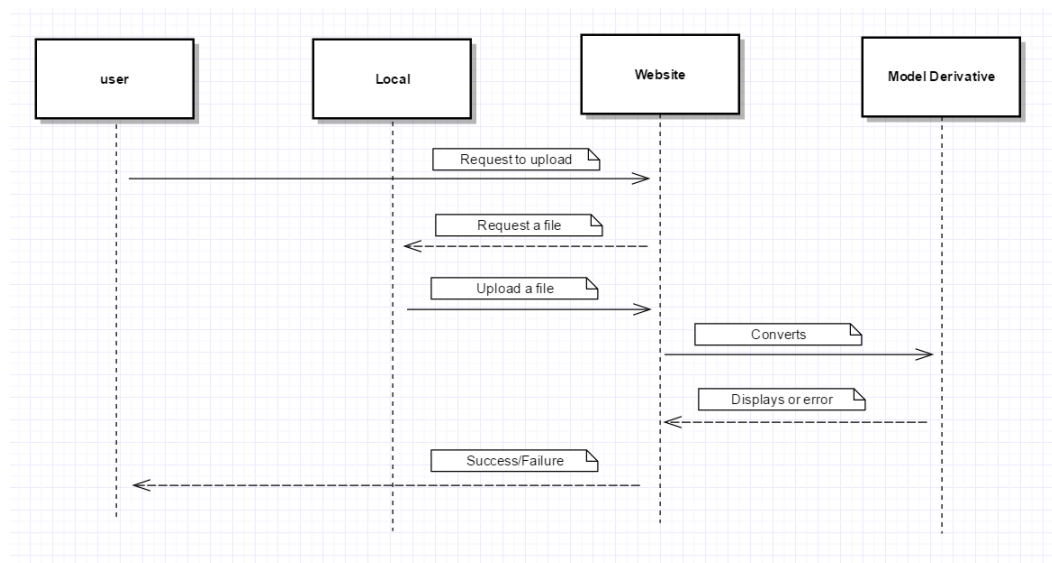 user
Local
Website
Model Derivative
Request to upload
Request a file
Upload a file
Converts
Displays or error
Success/Failure